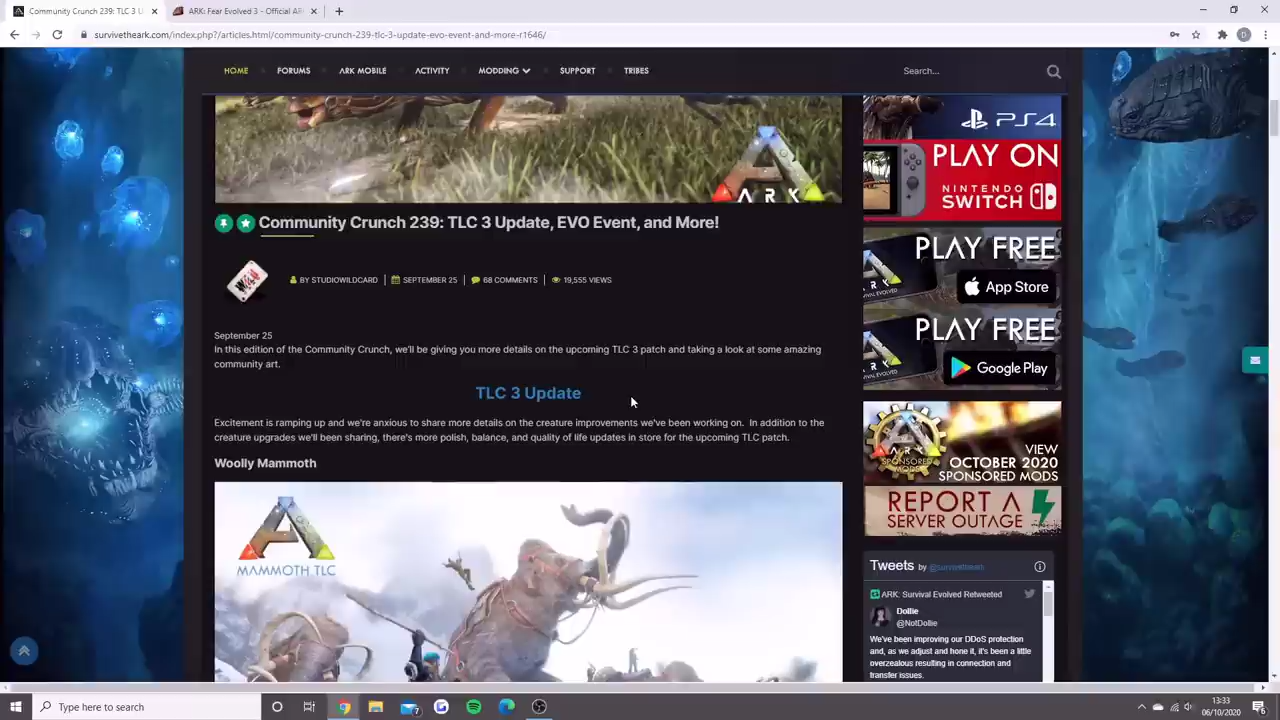 Community Crunch 239: TLC 3 U
ARK: Fear Evolved 3 - Official AR
survivetheark.com/index.php?/articles.html/community-crunch-239-tlc-3-update-evo-event-and-more-r1646/
D
HOME FORUMS ARK MOBILE ACTIVITY MODDING SUPPORT TRIBES Search...
ARK
PS4
PLAY ON
NINTENDO
SWITCH
Community Crunch 239: TLC 3 Update, EVO Event, and More!
BY STUDIOWILDCARD SEPTEMBER 25 68 COMMENTS 19,555 VIEWS
PLAY FREE
App Store
PLAY FREE
Google Play
September 25
In this edition of the Community Crunch, we'll be giving you more details on the upcoming TLC 3 patch and taking a look at some amazing
community art.
TLC 3 Update
Excitement is ramping up and we're anxious to share more details on the creature improvements we've been working on. In addition to the
creature upgrades we'll been sharing, there's more polish, balance, and quality of life updates in store for the upcoming TLC patch.
Woolly Mammoth
MAMMOTH TLC
ARK
SPONSORED
MODS
VIEW
OCTOBER 2020
SPONSORED MODS
REPORT A
SERVER OUTAGE
Tweets by @survivetheark
ARK: Survival Evolved Retweeted
Dollie
@NotDollie
We've been improving our DDoS protection
and, as we adjust and hone it, it's been a little
overzealous resulting in connection and
transfer issues.
Type here to search
7
13:33
06/10/2020
6